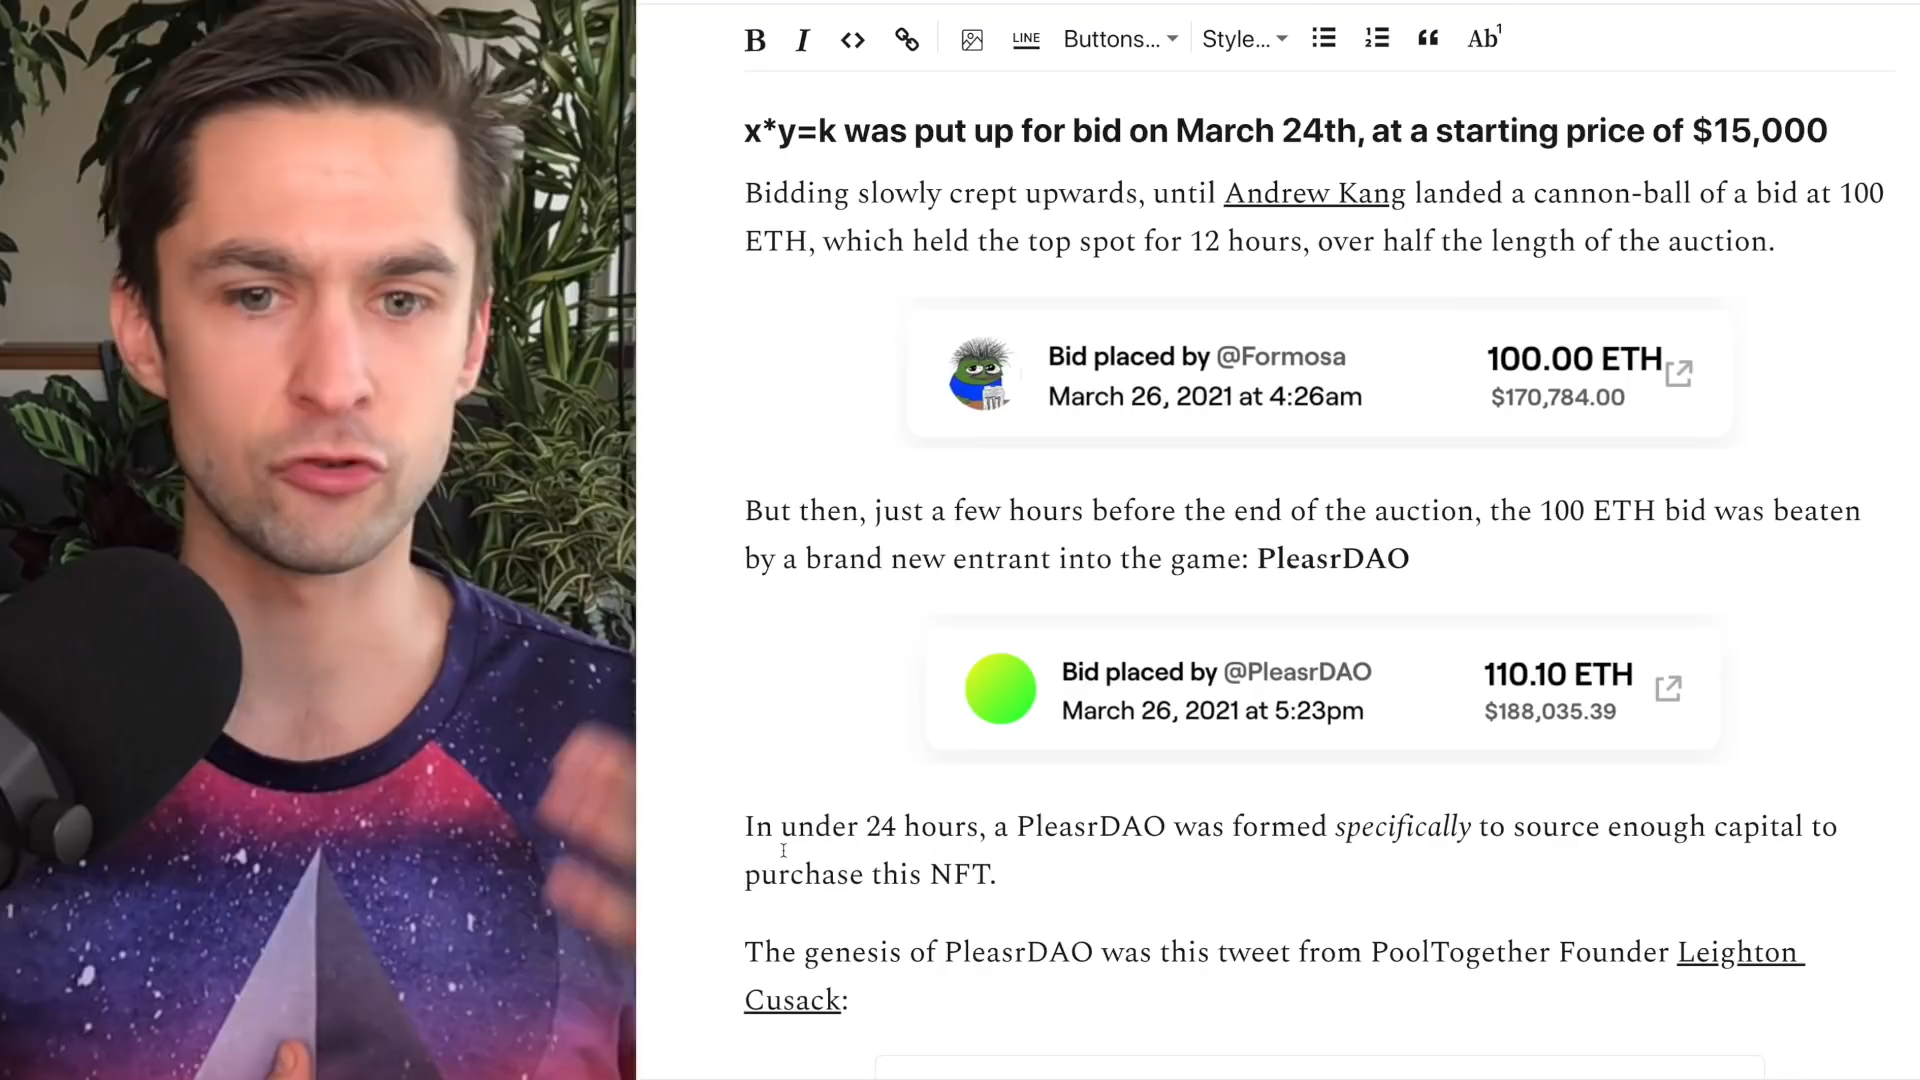 B I <> LINE Buttons... Style... Ab1
x*y=k was put up for bid on March 24th, at a starting price of $15,000
Bidding slowly crept upwards, until Andrew Kang landed a cannon-ball of a bid at 100
ETH, which held the top spot for 12 hours, over half the length of the auction.
Bid placed by @Formosa 100.00 ETH
March 26, 2021 at 4:26am $170,784.00
But then, just a few hours before the end of the auction, the 100 ETH bid was beaten
by a brand new entrant into the game: PleasrDAO
Bid placed by @PleasrDAO 110.10 ETH
March 26, 2021 at 5:23pm $188,035.39
In under 24 hours, a PleasrDAO was formed specifically to source enough capital to
purchase this NFT.
The genesis of PleasrDAO was this tweet from PoolTogether Founder Leighton
Cusack: